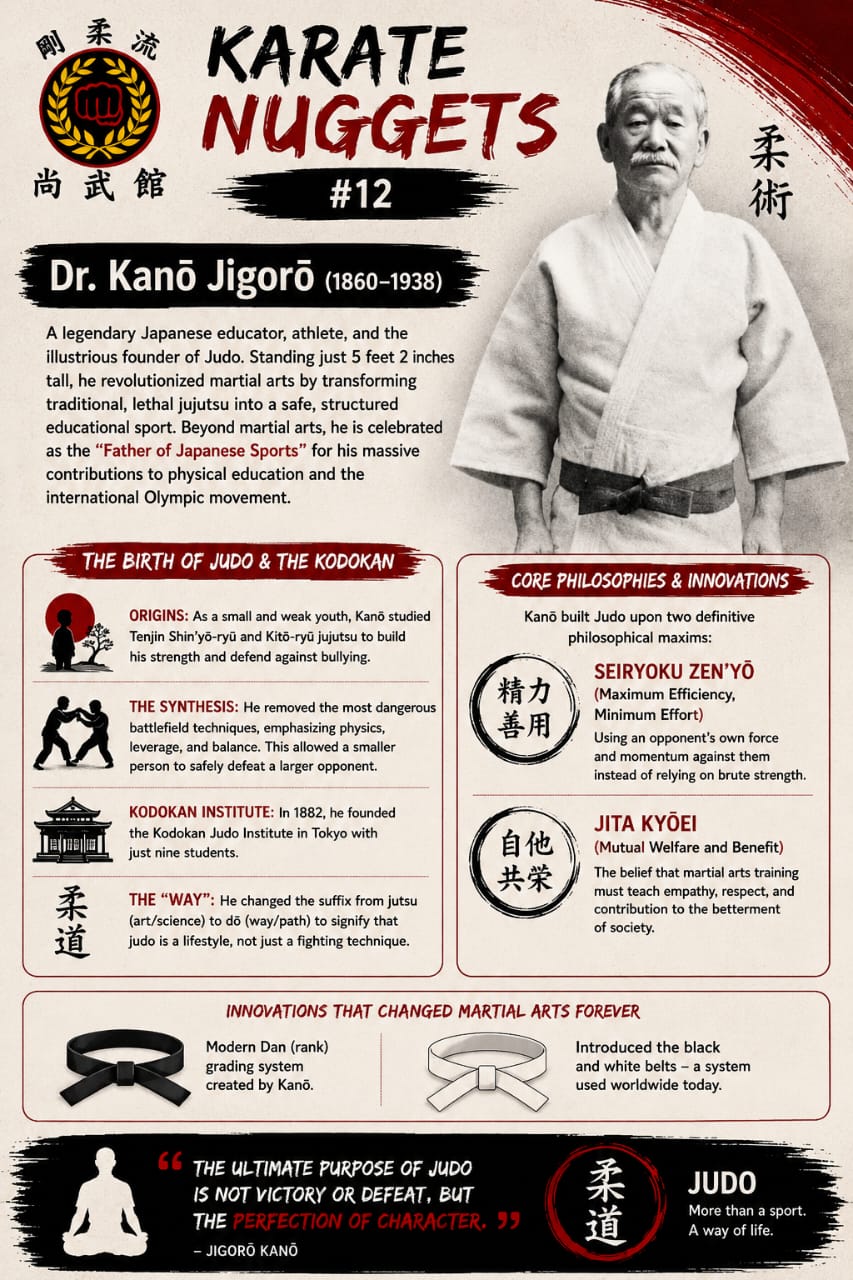 剛柔流
尚武館
KARATE
NUGGETS
#12
柔術
Dr. Kanō Jigorō (1860–1938)
A legendary Japanese educator, athlete, and the
illustrious founder of Judo. Standing just 5 feet 2 inches
tall, he revolutionized martial arts by transforming
traditional, lethal jujutsu into a safe, structured
educational sport. Beyond martial arts, he is celebrated
as the “Father of Japanese Sports” for his massive
contributions to physical education and the
international Olympic movement.
THE BIRTH OF JUDO & THE KODOKAN
ORIGINS: As a small and weak youth, Kanō studied
Tenjin Shin’yō-ryū and Kitō-ryū jujutsu to build
his strength and defend against bullying.
THE SYNTHESIS: He removed the most dangerous
battlefield techniques, emphasizing physics,
leverage, and balance. This allowed a smaller
person to safely defeat a larger opponent.
KODOKAN INSTITUTE: In 1882, he founded
the Kodokan Judo Institute in Tokyo with
just nine students.
柔道
THE “WAY”: He changed the suffix from jutsu
(art/science) to dō (way/path) to signify that
judo is a lifestyle, not just a fighting technique.
CORE PHILOSOPHIES & INNOVATIONS
Kanō built Judo upon two definitive
philosophical maxims:
精力
善用
SEIRYOKU ZEN’YŌ
(Maximum Efficiency,
Minimum Effort)
Using an opponent’s own force
and momentum against them
instead of relying on brute strength.
自他
共栄
JITA KYŌEI
(Mutual Welfare and Benefit)
The belief that martial arts training
must teach empathy, respect, and
contribution to the betterment
of society.
INNOVATIONS THAT CHANGED MARTIAL ARTS FOREVER
Modern Dan (rank)
grading system
created by Kanō.
Introduced the black
and white belts – a system
used worldwide today.
“ THE ULTIMATE PURPOSE OF JUDO
IS NOT VICTORY OR DEFEAT, BUT
THE PERFECTION OF CHARACTER. ”
– JIGORŌ KANŌ
柔道
JUDO
More than a sport.
A way of life.